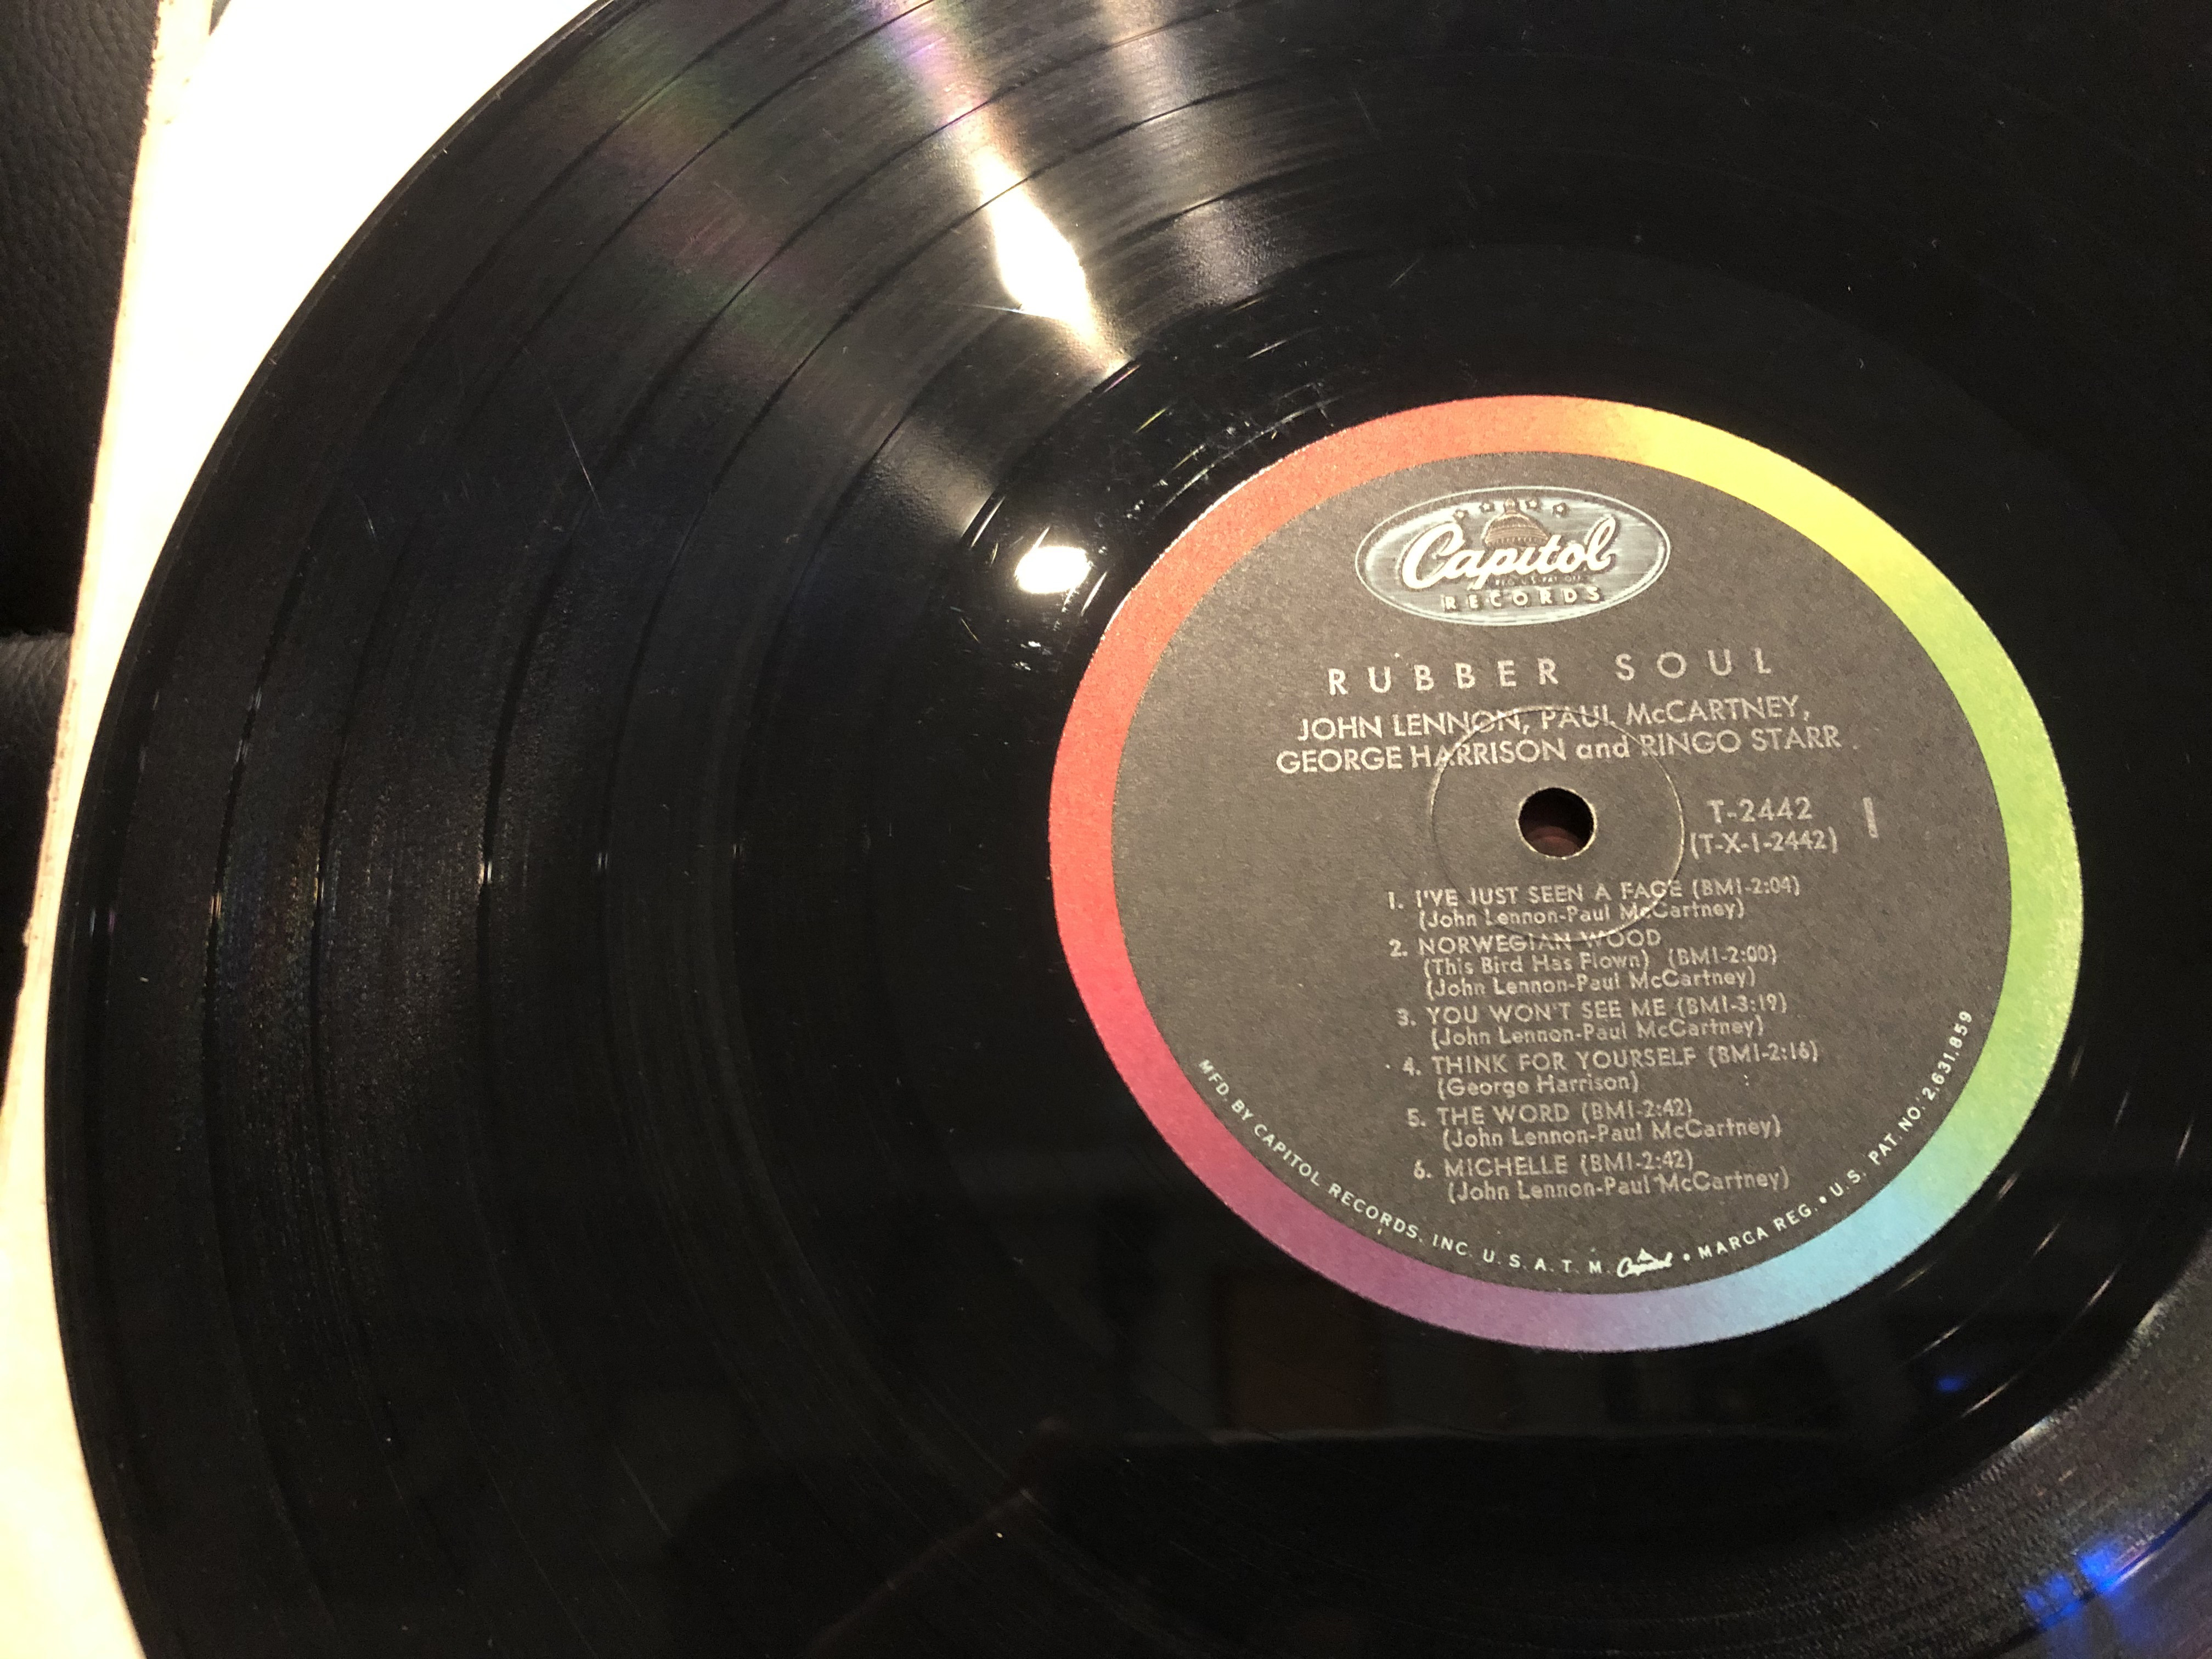 Capitol
REG. U.S. PAT. OFF.
RECORDS
RUBBER SOUL
JOHN LENNON, PAUL McCARTNEY,
GEORGE HARRISON and RINGO STARR
T-2442 1
(T-X-1-2442)
1. I'VE JUST SEEN A FACE (BMI-2:04)
(John Lennon-Paul McCartney)
2. NORWEGIAN WOOD
(This Bird Has Flown) (BMI-2:00)
(John Lennon-Paul McCartney)
3. YOU WON'T SEE ME (BMI-3:19)
(John Lennon-Paul McCartney)
4. THINK FOR YOURSELF (BMI-2:16)
(George Harrison)
5. THE WORD (BMI-2:42)
(John Lennon-Paul McCartney)
6. MICHELLE (BMI-2:42)
(John Lennon-Paul McCartney)
MFD. BY CAPITOL RECORDS, INC. U.S.A. T.M. Capitol • MARCA REG. • U.S. PAT. NO. 2,631,859